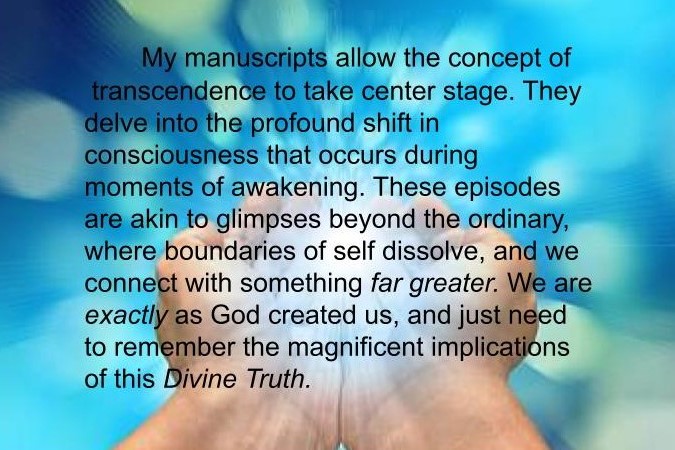 My manuscripts allow the concept of
transcendence to take center stage. They
delve into the profound shift in
consciousness that occurs during
moments of awakening. These episodes
are akin to glimpses beyond the ordinary,
where boundaries of self dissolve, and we
connect with something far greater. We are
exactly as God created us, and just need
to remember the magnificent implications
of this Divine Truth.